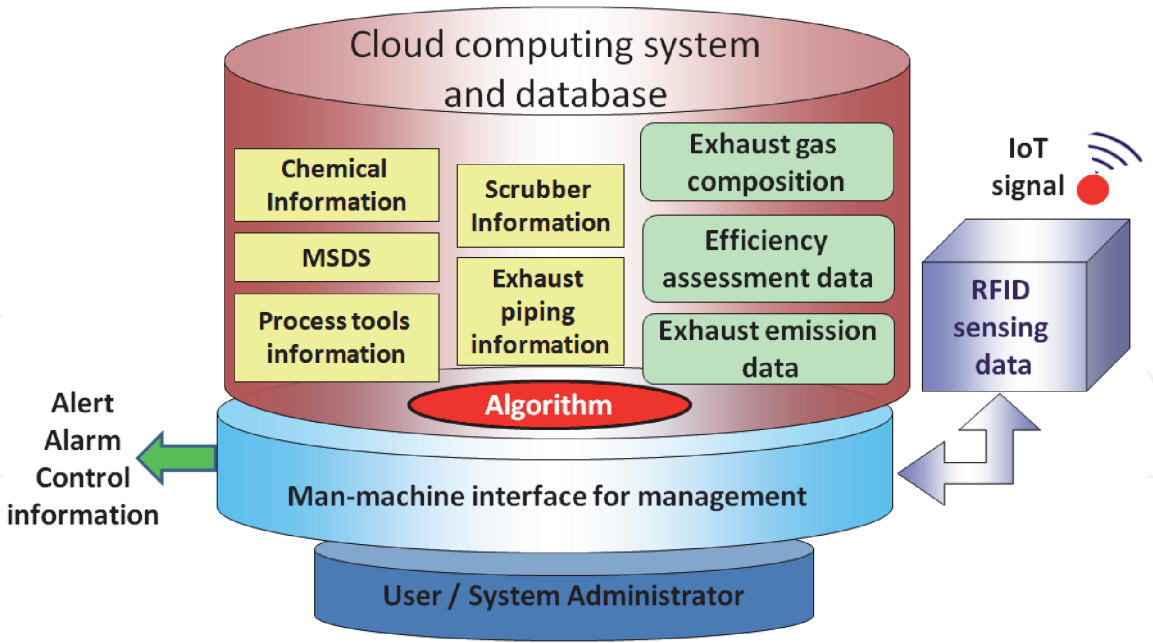 Cloud computing system
and database
Chemical
Information
MSDS
Process tools
information
Scrubber
Information
Exhaust
piping
information
Exhaust gas
composition
Efficiency
assessment data
Exhaust emission
data
IoT
signal
RFID
sensing
data
Algorithm
Alert
Alarm
Control
information
Man-machine interface for management
User / System Administrator